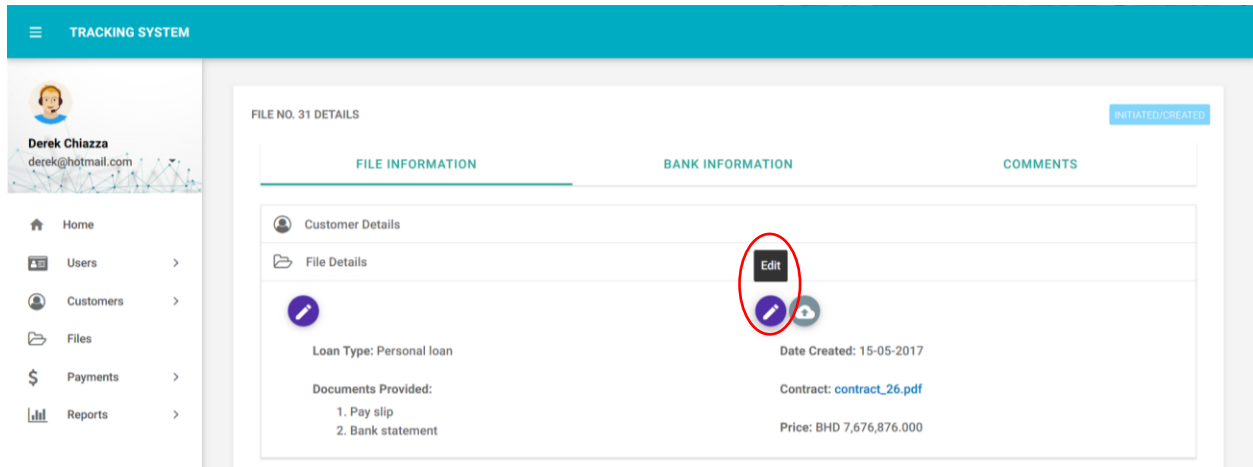 TRACKING SYSTEM
Derek Chiazza
derek@hotmail.com
Home
Users
Customers
Files
Payments
Reports
FILE NO. 31 DETAILS
INITIATED/CREATED
FILE INFORMATION BANK INFORMATION COMMENTS
Customer Details
File Details
Edit
Loan Type: Personal loan
Documents Provided:
1. Pay slip
2. Bank statement
Date Created: 15-05-2017
Contract: contract_26.pdf
Price: BHD 7,676,876.000